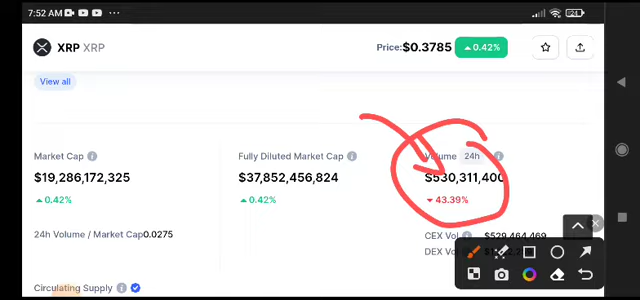 7:52 AM
24
XRP XRP
Price: $0.3785 0.42%
View all
Market Cap
Fully Diluted Market Cap
Volume 24h
$19,286,172,325
$37,852,456,824
$530,311,400
0.42%
0.42%
43.39%
24h Volume / Market Cap 0.0275
CEX Vol $529,464,469
DEX Vol
Circulating Supply